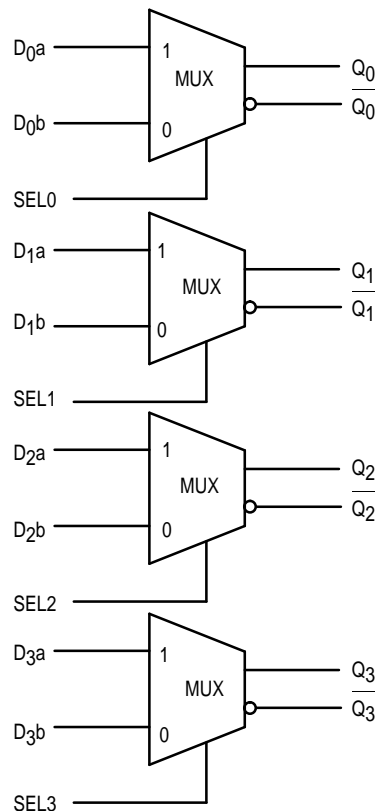 D0a
1
MUX
Q0
Q0
D0b
0
SEL0
D1a
1
MUX
Q1
Q1
D1b
0
SEL1
D2a
1
MUX
Q2
Q2
D2b
0
SEL2
D3a
1
MUX
Q3
Q3
D3b
0
SEL3